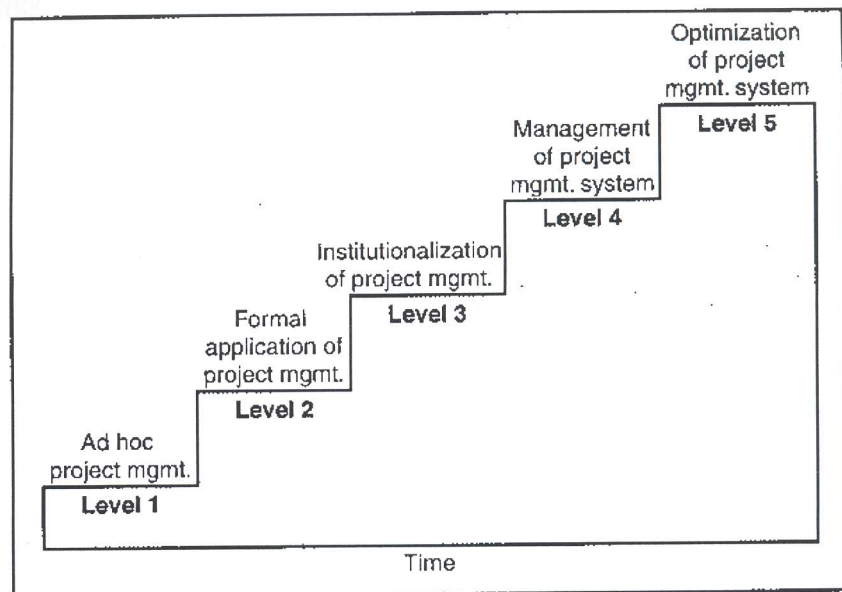 Optimization
of project
mgmt. system
Level 5
Management
of project
mgmt. system
Level 4
Institutionalization
of project mgmt.
Level 3
Formal
application of
project mgmt.
Level 2
Ad hoc
project mgmt.
Level 1
Time